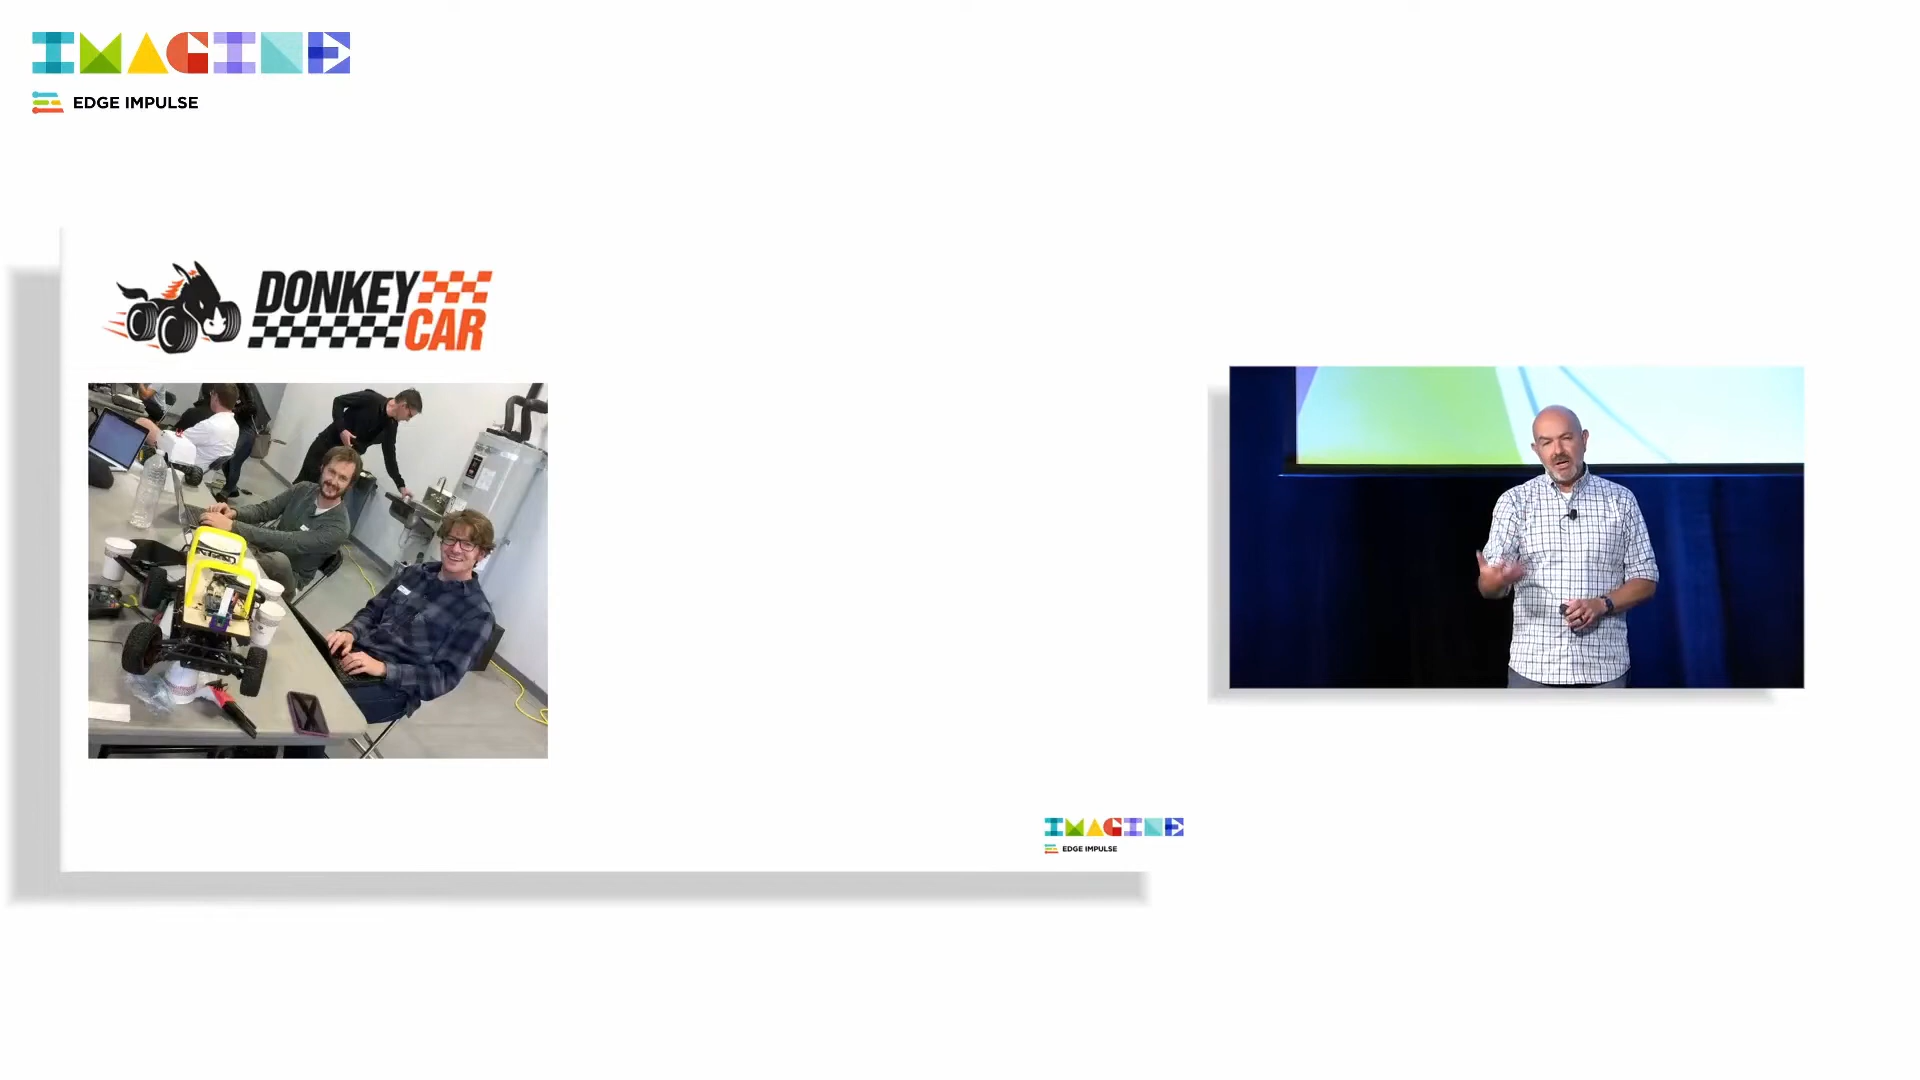 IMAGINE
EDGE IMPULSE
DONKEY
CAR
IMAGINE
EDGE IMPULSE